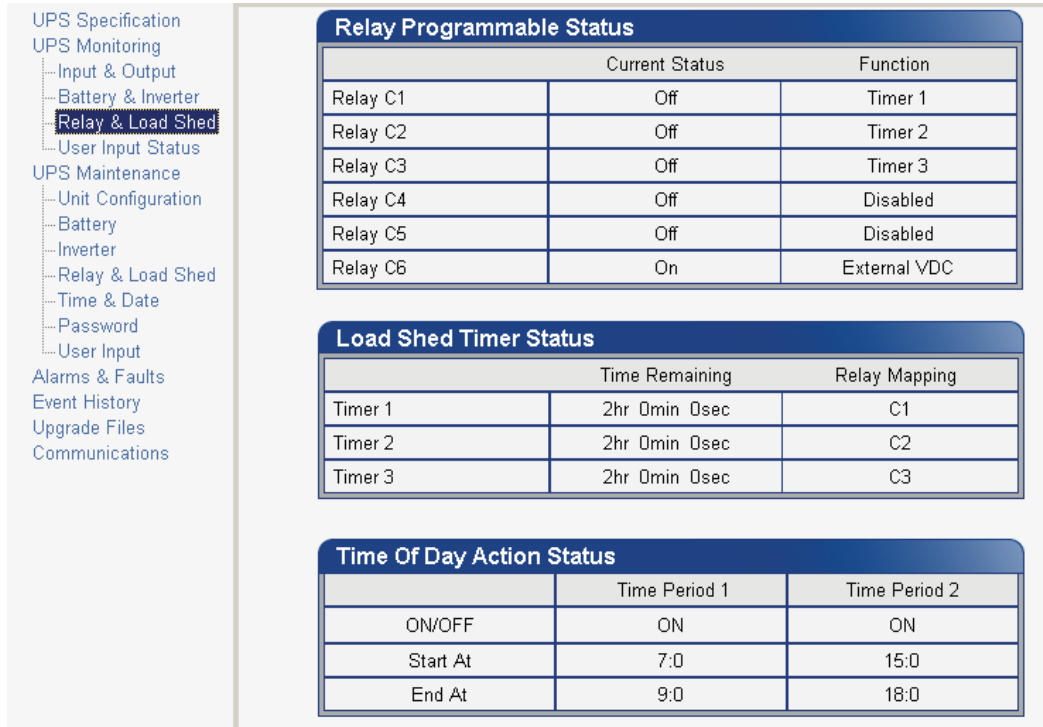 UPS Specification
UPS Monitoring
Input & Output
Battery & Inverter
Relay & Load Shed
User Input Status
UPS Maintenance
Unit Configuration
Battery
Inverter
Relay & Load Shed
Time & Date
Password
User Input
Alarms & Faults
Event History
Upgrade Files
Communications
Relay Programmable Status
Current Status Function
Relay C1 Off Timer 1
Relay C2 Off Timer 2
Relay C3 Off Timer 3
Relay C4 Off Disabled
Relay C5 Off Disabled
Relay C6 On External VDC
Load Shed Timer Status
Time Remaining Relay Mapping
Timer 1 2hr 0min 0sec C1
Timer 2 2hr 0min 0sec C2
Timer 3 2hr 0min 0sec C3
Time Of Day Action Status
Time Period 1 Time Period 2
ON/OFF ON ON
Start At 7:0 15:0
End At 9:0 18:0